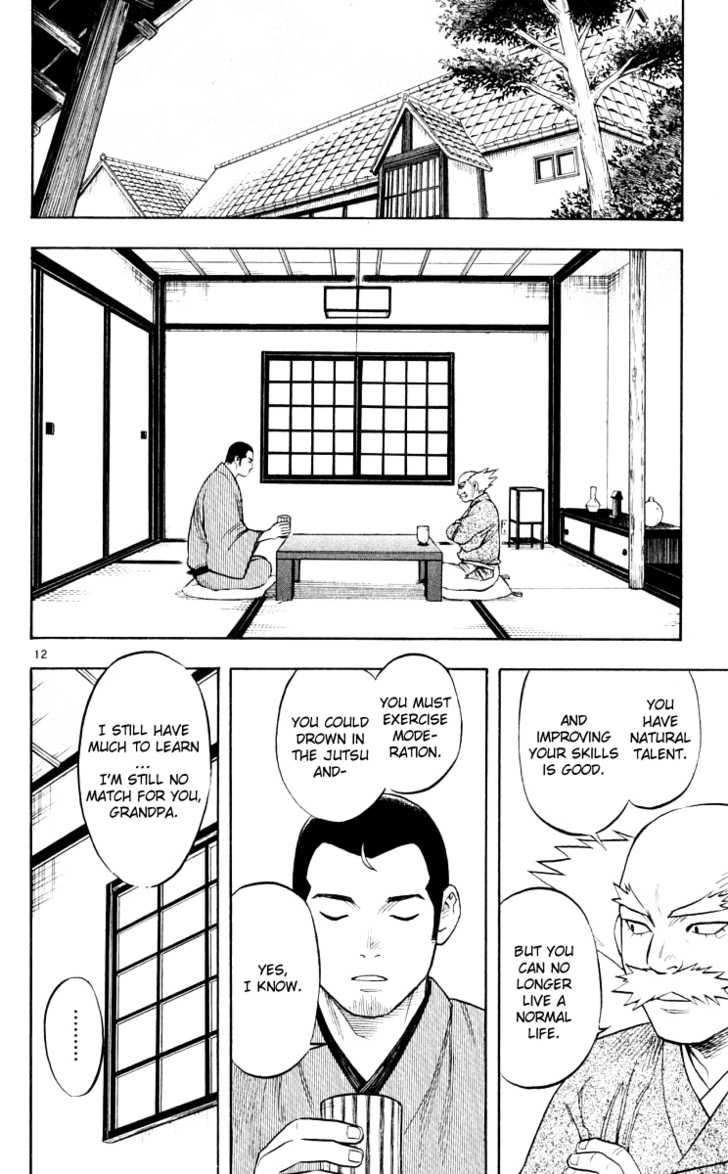 12
YOU
HAVE
NATURAL
TALENT.
AND
IMPROVING
YOUR SKILLS
IS GOOD.
BUT YOU
CAN NO
LONGER
LIVE A
NORMAL
LIFE.
YOU MUST
EXERCISE
MODE-
RATION.
YOU COULD
DROWN IN
THE JUTSU
AND-
YES,
I KNOW.
I STILL HAVE
MUCH TO LEARN
...
I'M STILL NO
MATCH FOR YOU,
GRANDPA.
.........